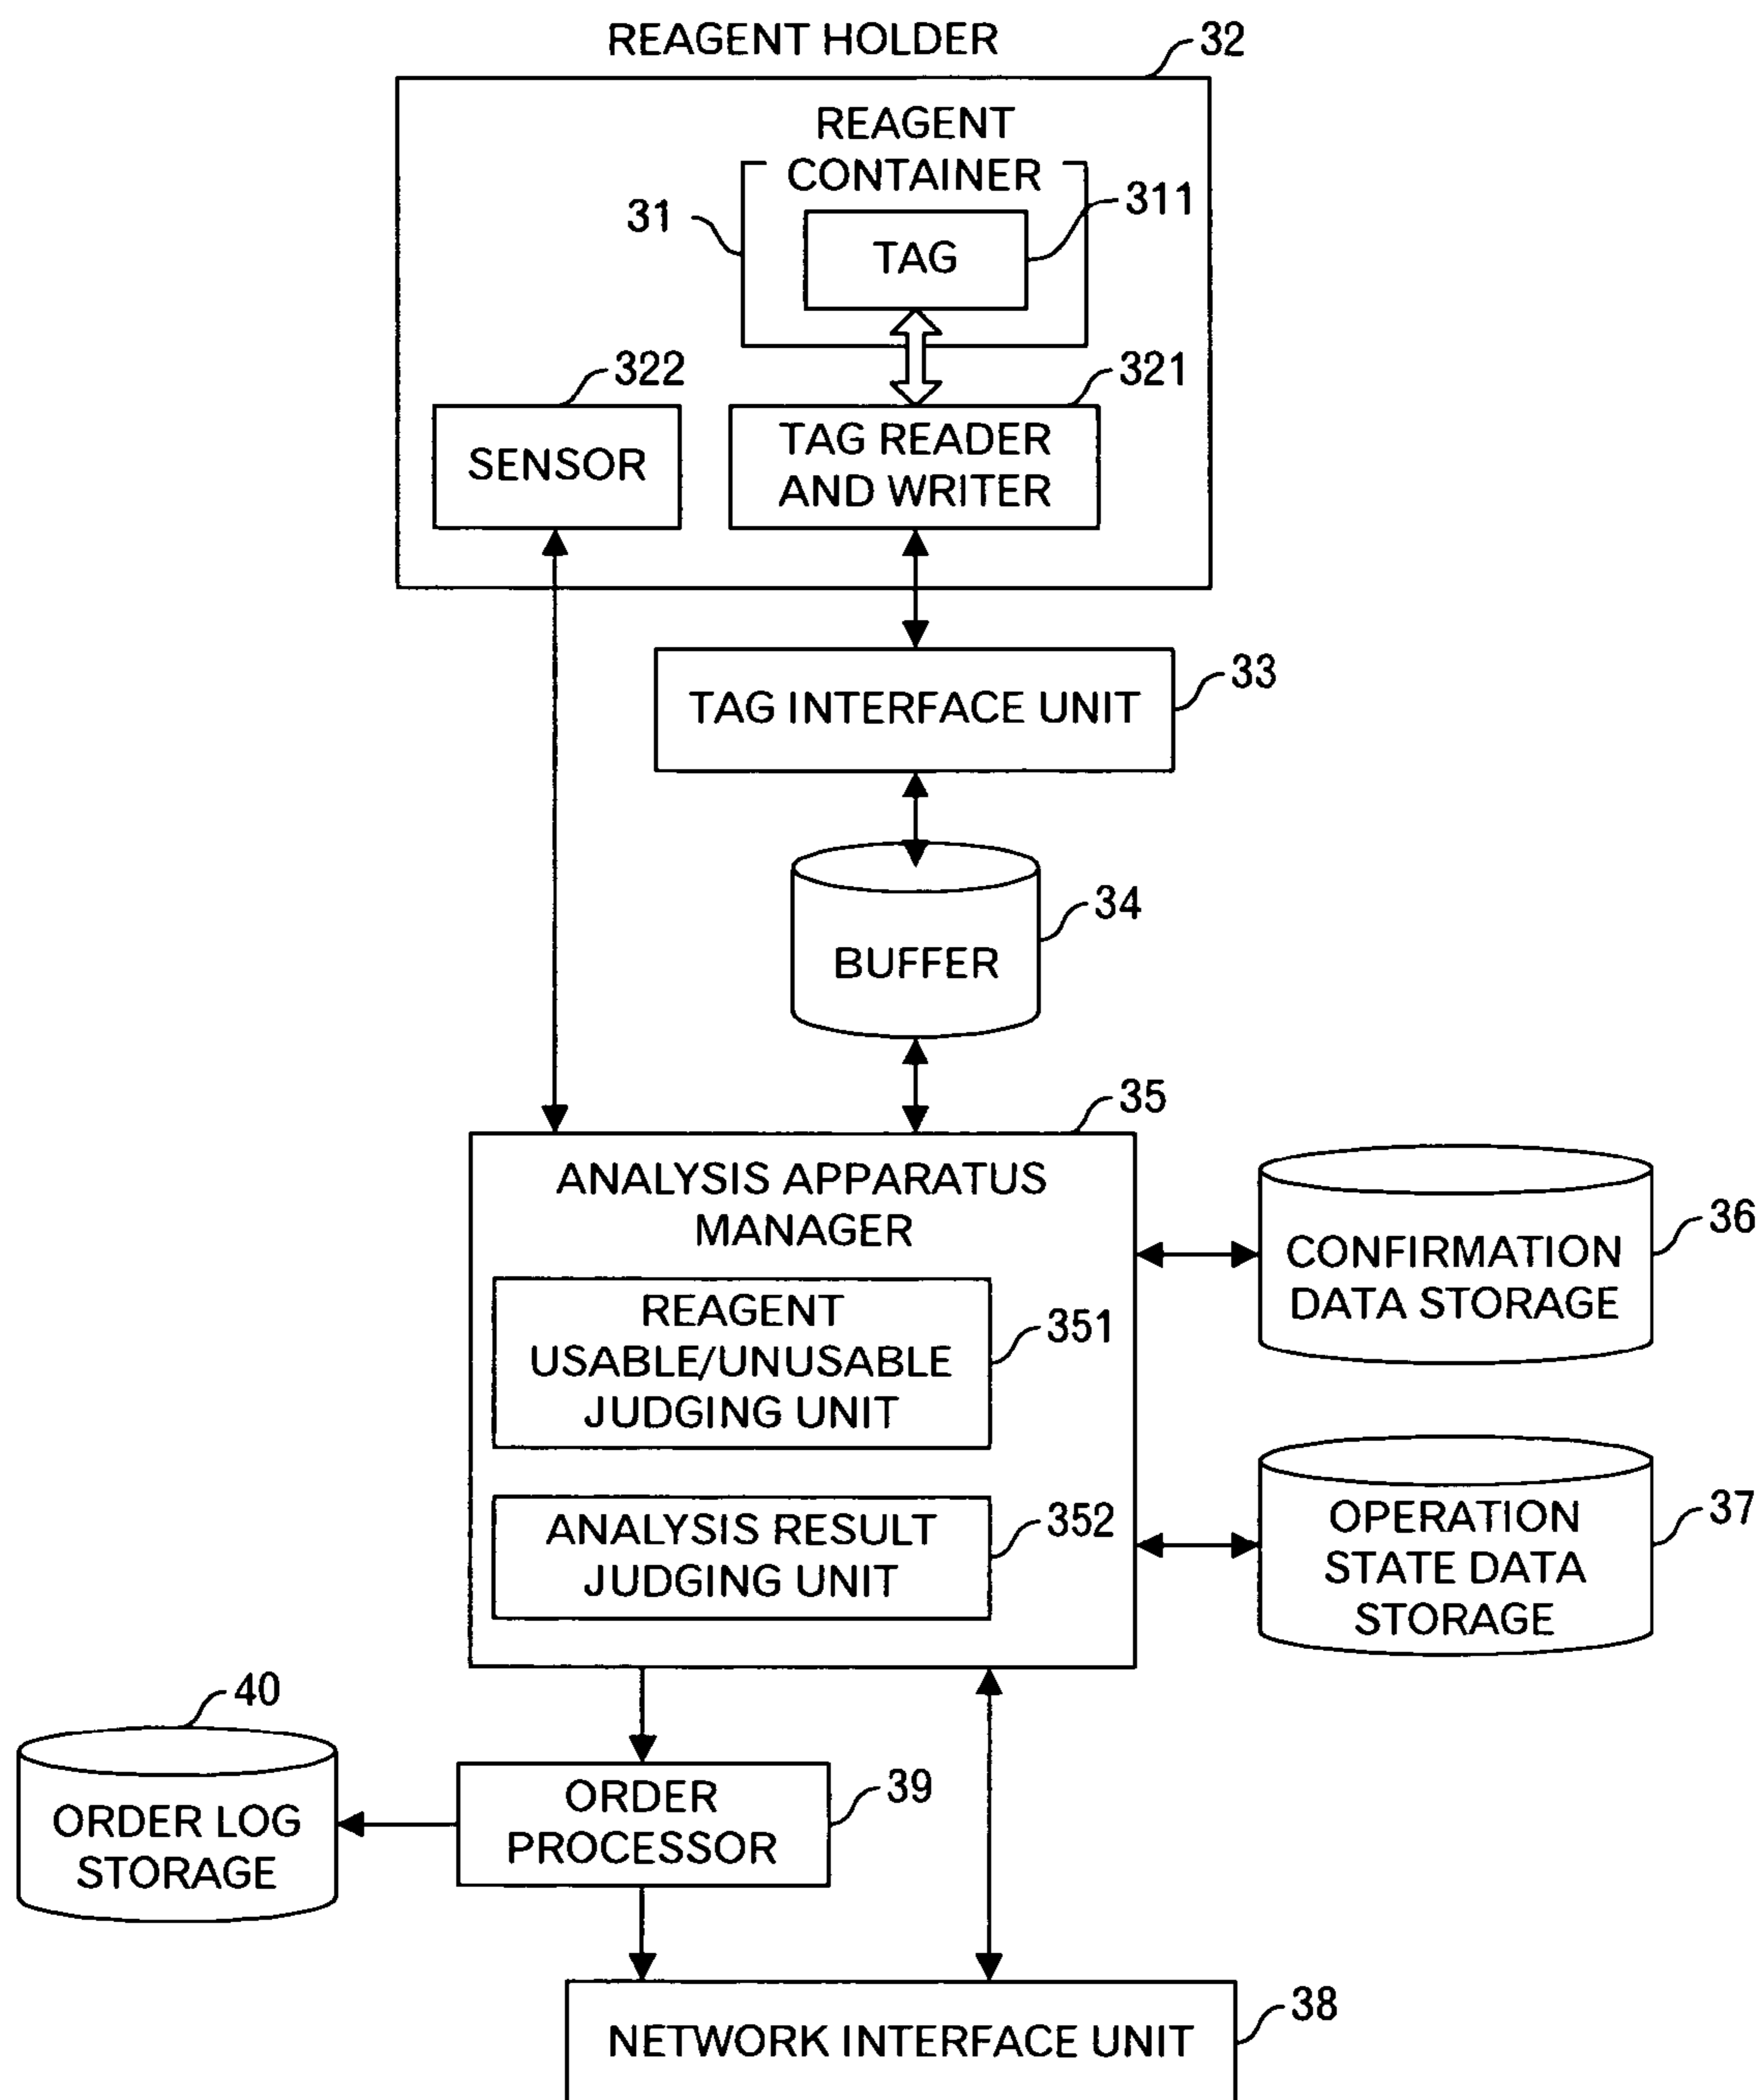 REAGENT HOLDER
32
REAGENT
CONTAINER
31
311
TAG
322
321
SENSOR
TAG READER
AND WRITER
33
TAG INTERFACE UNIT
34
BUFFER
35
ANALYSIS APPARATUS
MANAGER
36
CONFIRMATION
DATA STORAGE
REAGENT
USABLE/UNUSABLE
JUDGING UNIT
351
37
OPERATION
STATE DATA
STORAGE
ANALYSIS RESULT
JUDGING UNIT
352
40
ORDER LOG
STORAGE
39
ORDER
PROCESSOR
38
NETWORK INTERFACE UNIT